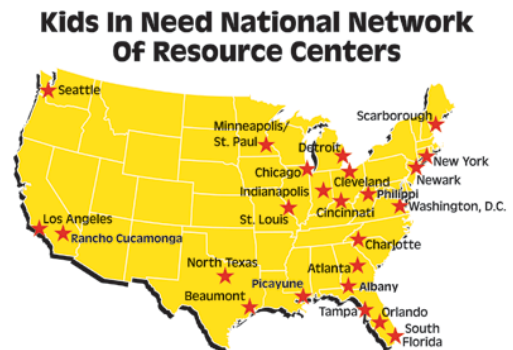 Kids In Need National Network
Of Resource Centers
Seattle
Scarborough
Minneapolis/
St. Paul
Detroit
New York
Chicago
Cleveland
Newark
Indianapolis
Philippi
Washington, D.C.
St. Louis
Cincinnati
Los Angeles
Rancho Cucamonga
Charlotte
North Texas
Atlanta
Picayune
Albany
Beaumont
Tampa
Orlando
South
Florida